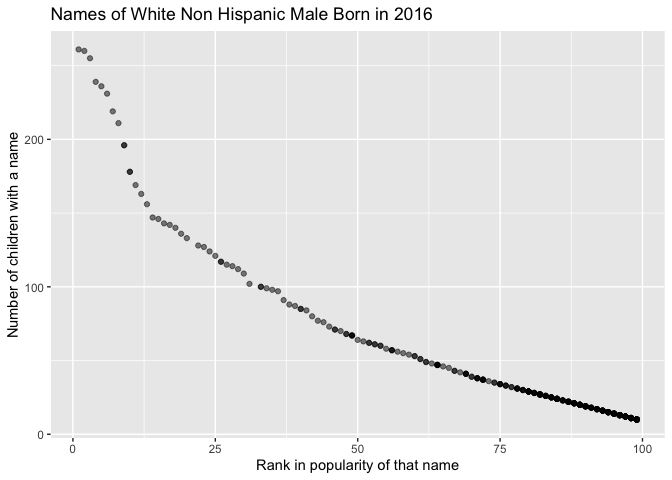 Names of White Non Hispanic Male Born in 2016
Number of children with a name
200
100
0
0 25 50 75 100
Rank in popularity of that name